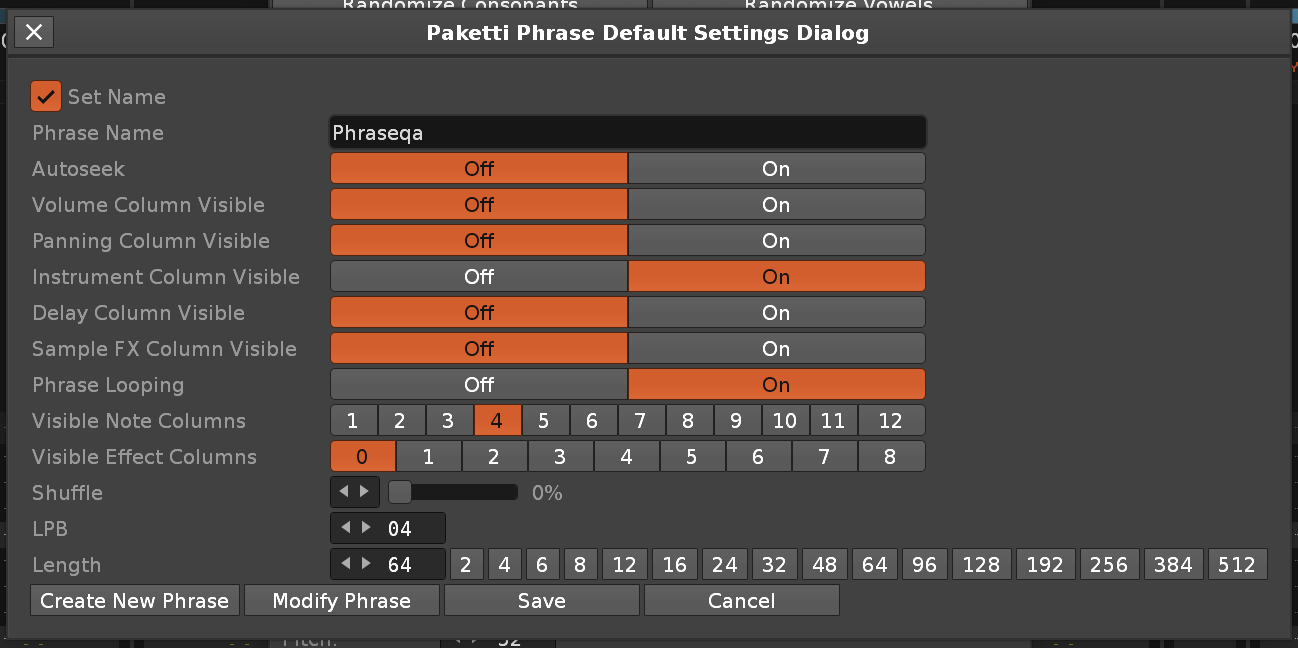 Randomize Consonants Randomize Vowels
Paketti Phrase Default Settings Dialog
Set Name
Phrase Name Phraseqa
Autoseek Off On
Volume Column Visible Off On
Panning Column Visible Off On
Instrument Column Visible Off On
Delay Column Visible Off On
Sample FX Column Visible Off On
Phrase Looping Off On
Visible Note Columns 1 2 3 4 5 6 7 8 9 10 11 12
Visible Effect Columns 0 1 2 3 4 5 6 7 8
Shuffle 0%
LPB 04
Length 64 2 4 6 8 12 16 24 32 48 64 96 128 192 256 384 512
Create New Phrase Modify Phrase Save Cancel
Pitch: 32